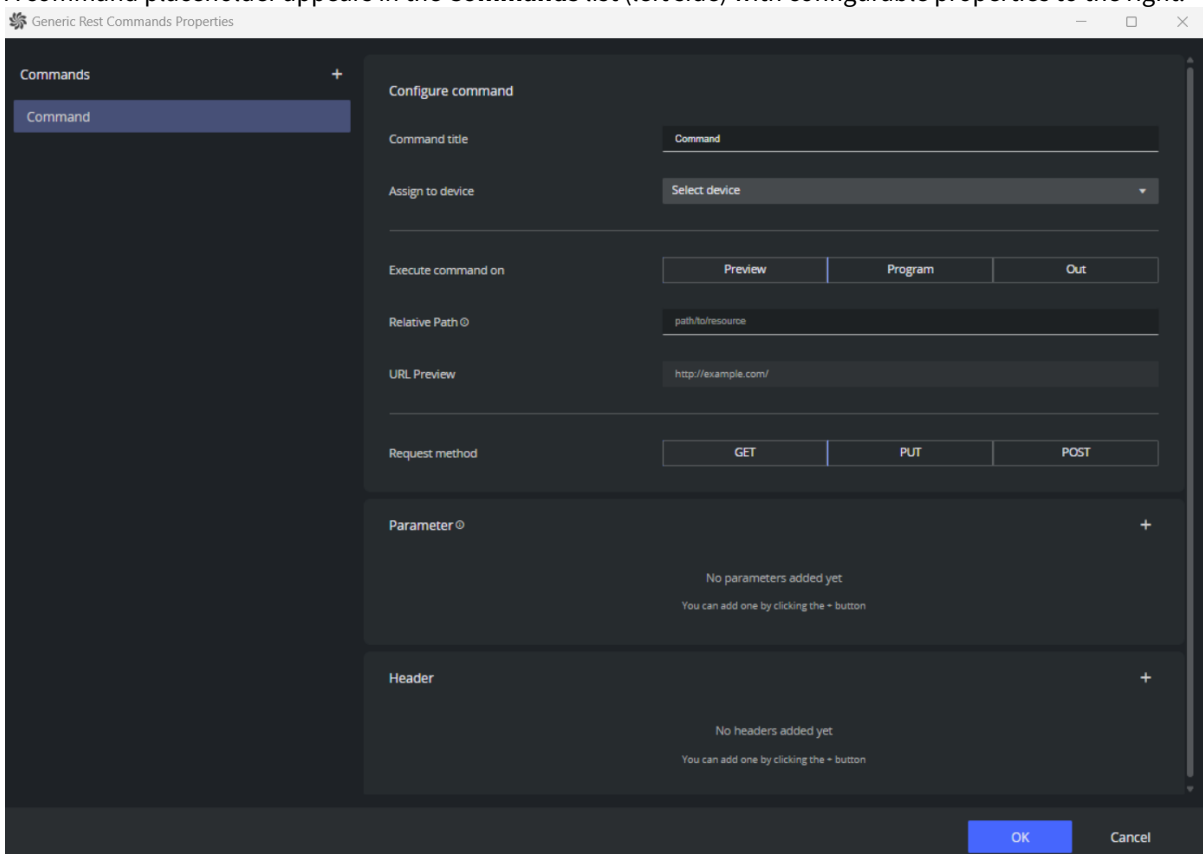 A command placeholder appears in the Commands list (left side) with configurable properties to the right.
Generic Rest Commands Properties
Commands +
Command
Configure command
Command title Command
Assign to device Select device
Execute command on Preview Program Out
Relative Path path/to/resource
URL Preview http://example.com/
Request method GET PUT POST
Parameter +
No parameters added yet
You can add one by clicking the + button
Header +
No headers added yet
You can add one by clicking the + button
OK Cancel